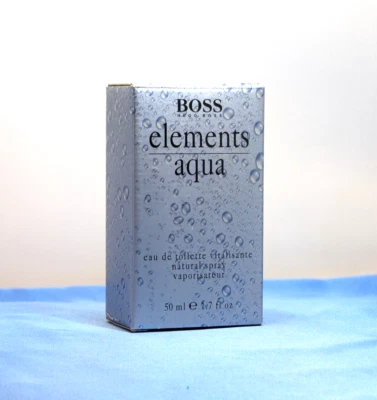 BOSS
HUGO BOSS
elements
aqua
eau de toilette vitalisante
natural spray
vaporisateur
50 ml ℮ 1.7 fl oz